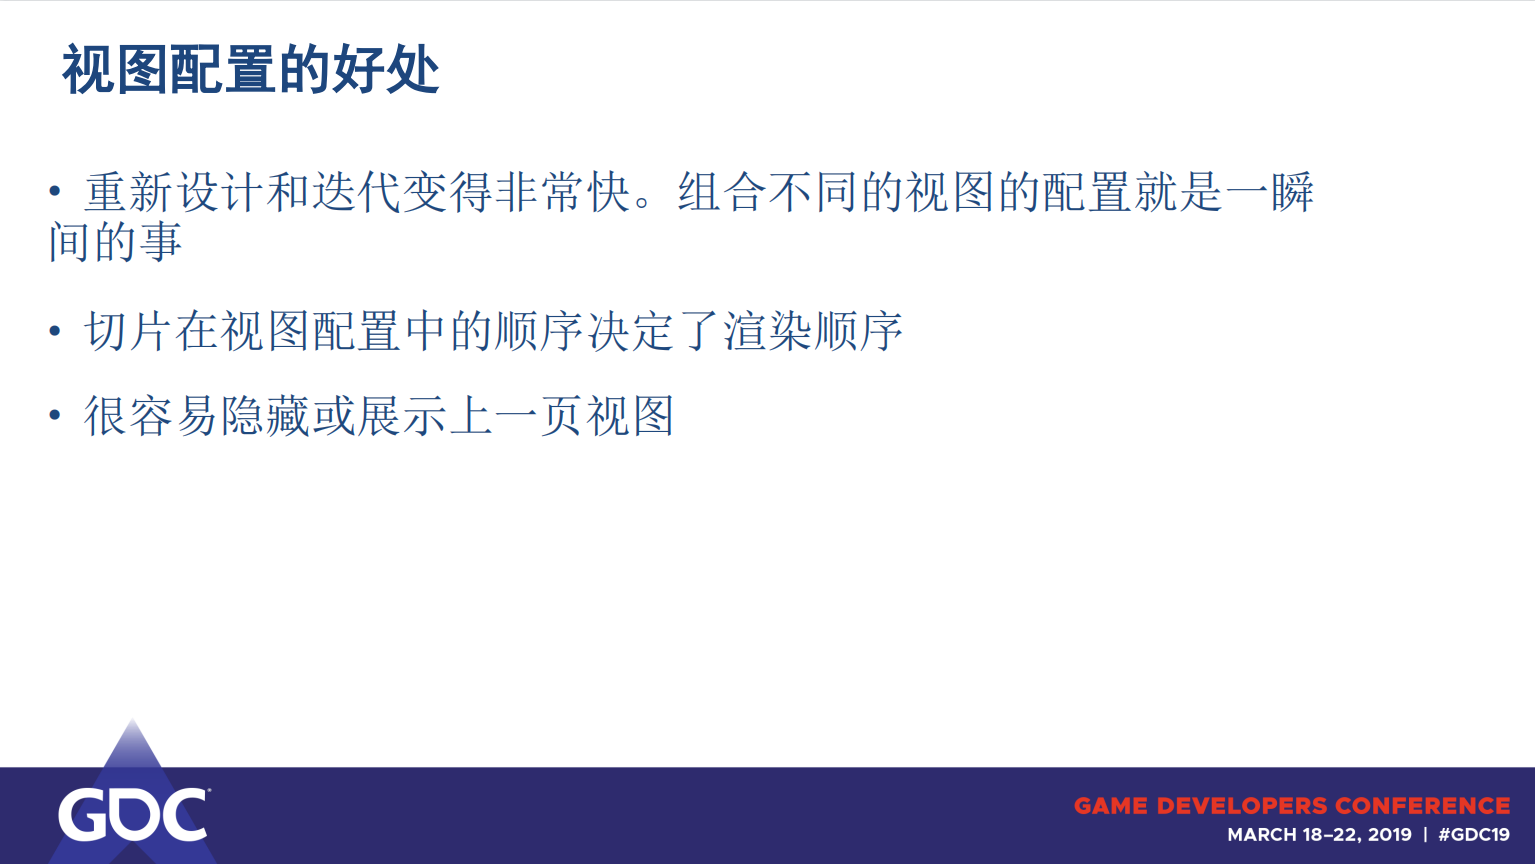 视图配置的好处
• 重新设计和迭代变得非常快。组合不同的视图的配置就是一瞬
间的事
• 切片在视图配置中的顺序决定了渲染顺序
• 很容易隐藏或展示上一页视图
GDC
GAME DEVELOPERS CONFERENCE
MARCH 18–22, 2019 | #GDC19